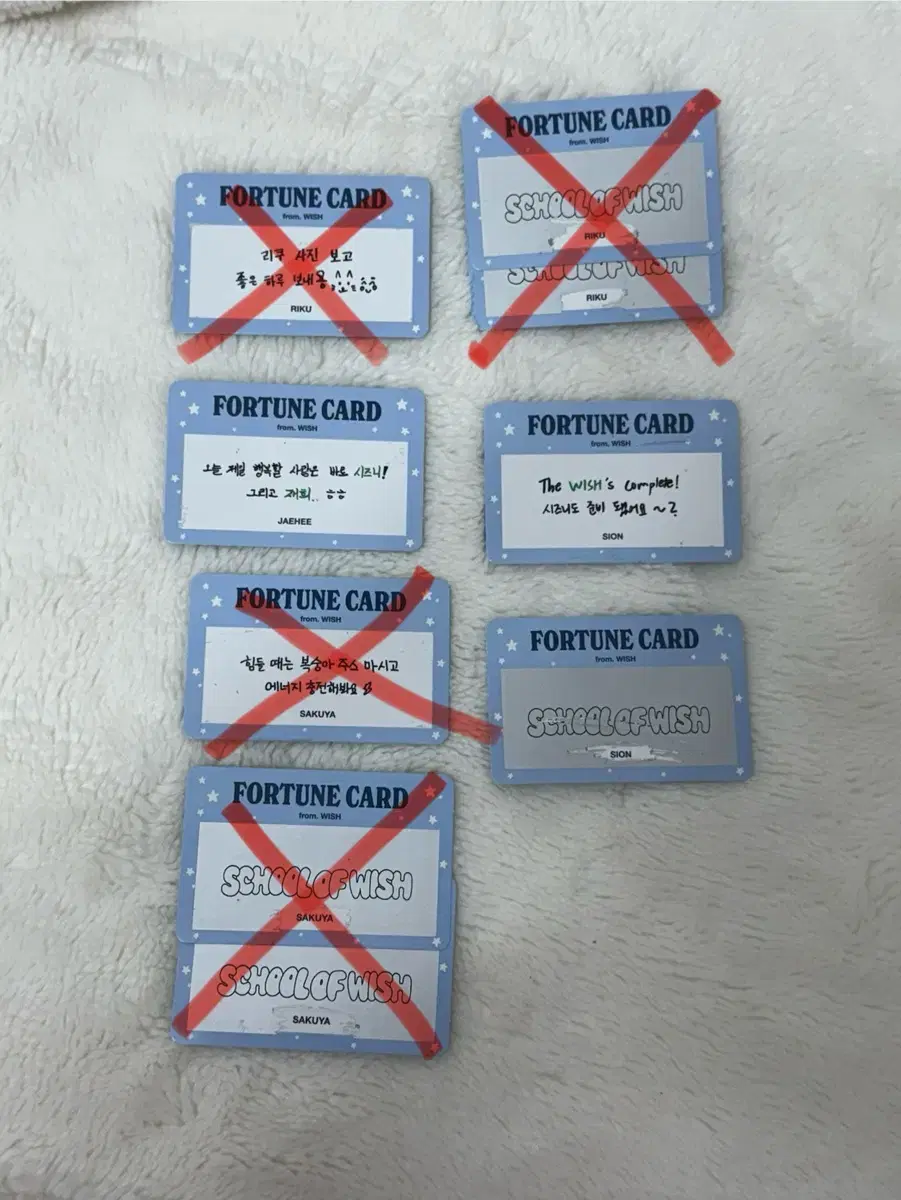 FORTUNE CARD
from. WISH
리쿠 사진 보고
좋은 하루 보내용
RIKU
FORTUNE CARD
from. WISH
SCHOOL OF WISH
RIKU
SCHOOL OF WISH
RIKU
FORTUNE CARD
from. WISH
오늘 제일 행복할 사람은 바로 시즈니!
그리고 재희.. ㅎㅎ
JAEHEE
FORTUNE CARD
from. WISH
The WISH's complete!
시즈니도 준비 됐어요~?
SION
FORTUNE CARD
from. WISH
힘들 때는 복숭아 주스 마시고
에너지 충전해봐요
SAKUYA
FORTUNE CARD
from. WISH
SCHOOL OF WISH
SION
FORTUNE CARD
from. WISH
SCHOOL OF WISH
SAKUYA
SCHOOL OF WISH
SAKUYA